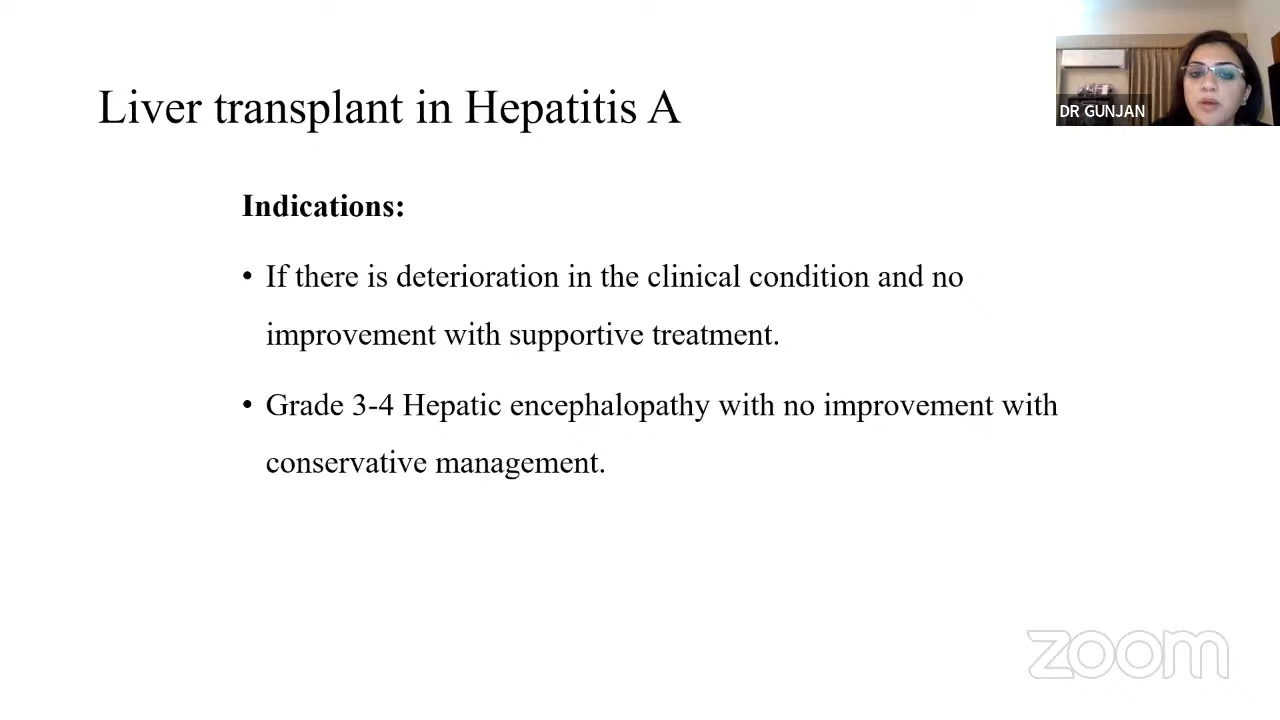 Liver transplant in Hepatitis A
DR GUNJAN
Indications:
• If there is deterioration in the clinical condition and no
improvement with supportive treatment.
• Grade 3-4 Hepatic encephalopathy with no improvement with
conservative management.
zoom